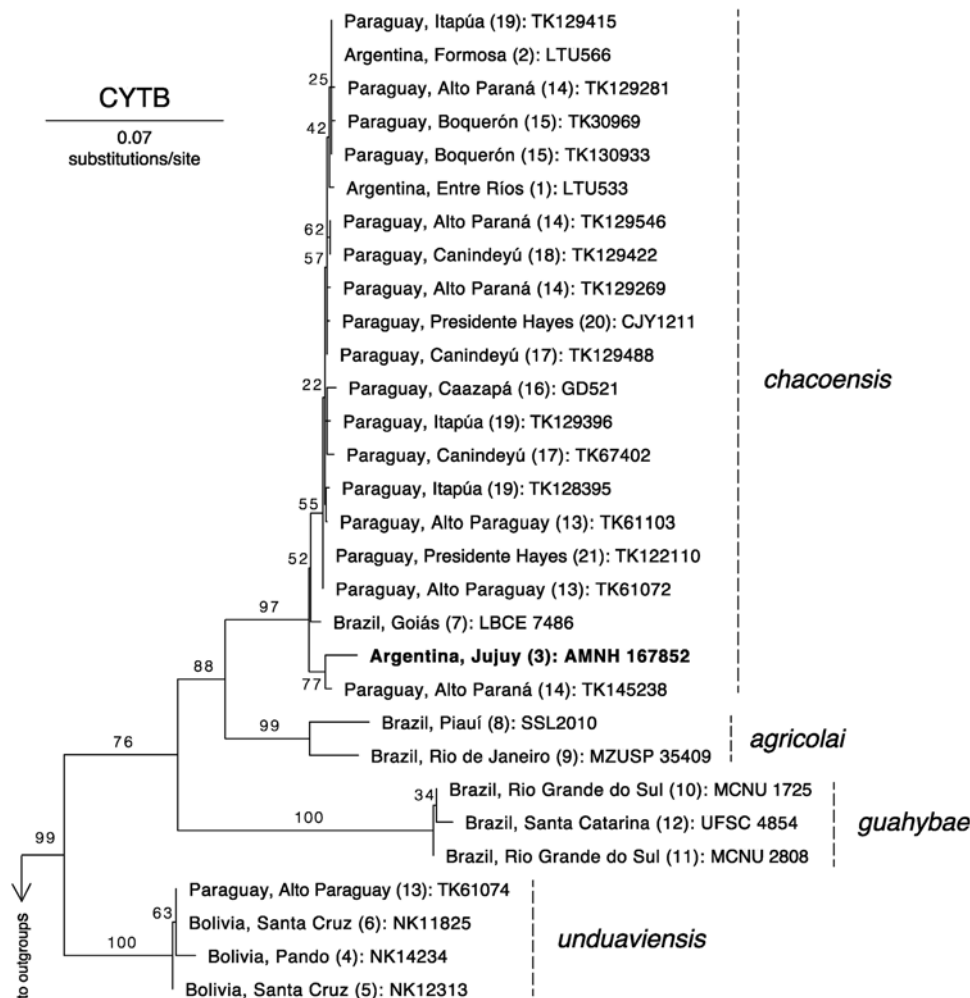 Paraguay, Itapúa (19): TK129415
Argentina, Formosa (2): LTU566
25
Paraguay, Alto Paraná (14): TK129281
CYTB
42
Paraguay, Boquerón (15): TK30969
0.07
substitutions/site
Paraguay, Boquerón (15): TK130933
Argentina, Entre Ríos (1): LTU533
62
Paraguay, Alto Paraná (14): TK129546
57
Paraguay, Canindeyú (18): TK129422
Paraguay, Alto Paraná (14): TK129269
Paraguay, Presidente Hayes (20): CJY1211
Paraguay, Canindeyú (17): TK129488
chacoensis
22
Paraguay, Caazapá (16): GD521
Paraguay, Itapúa (19): TK129396
Paraguay, Canindeyú (17): TK67402
Paraguay, Itapúa (19): TK128395
55
Paraguay, Alto Paraguay (13): TK61103
52
Paraguay, Presidente Hayes (21): TK122110
Paraguay, Alto Paraguay (13): TK61072
97
Brazil, Goiás (7): LBCE 7486
88
Argentina, Jujuy (3): AMNH 167852
77
Paraguay, Alto Paraná (14): TK145238
99
Brazil, Piauí (8): SSL2010
agricolai
76
Brazil, Rio de Janeiro (9): MZUSP 35409
34
Brazil, Rio Grande do Sul (10): MCNU 1725
100
Brazil, Santa Catarina (12): UFSC 4854
guahybae
99
Brazil, Rio Grande do Sul (11): MCNU 2808
Paraguay, Alto Paraguay (13): TK61074
63
Bolivia, Santa Cruz (6): NK11825
100
unduaviensis
Bolivia, Pando (4): NK14234
Bolivia, Santa Cruz (5): NK12313
to outgroups